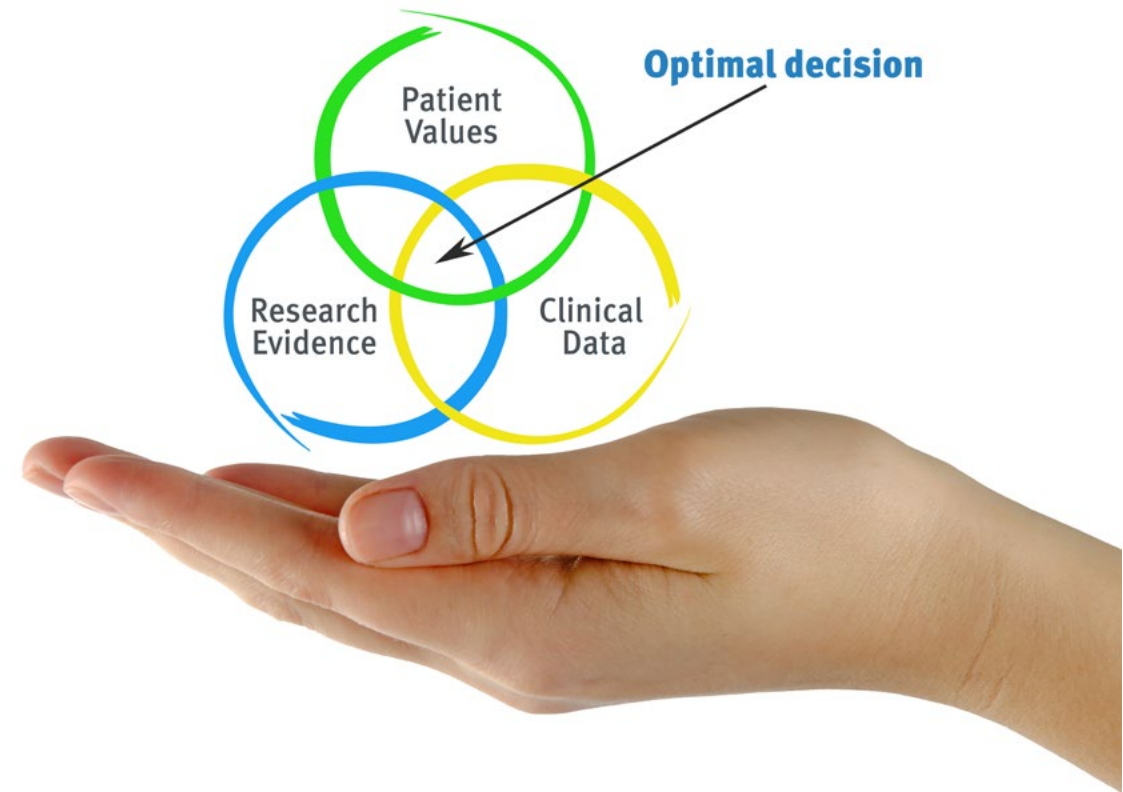 Optimal decision
Patient
Values
Research
Evidence
Clinical
Data